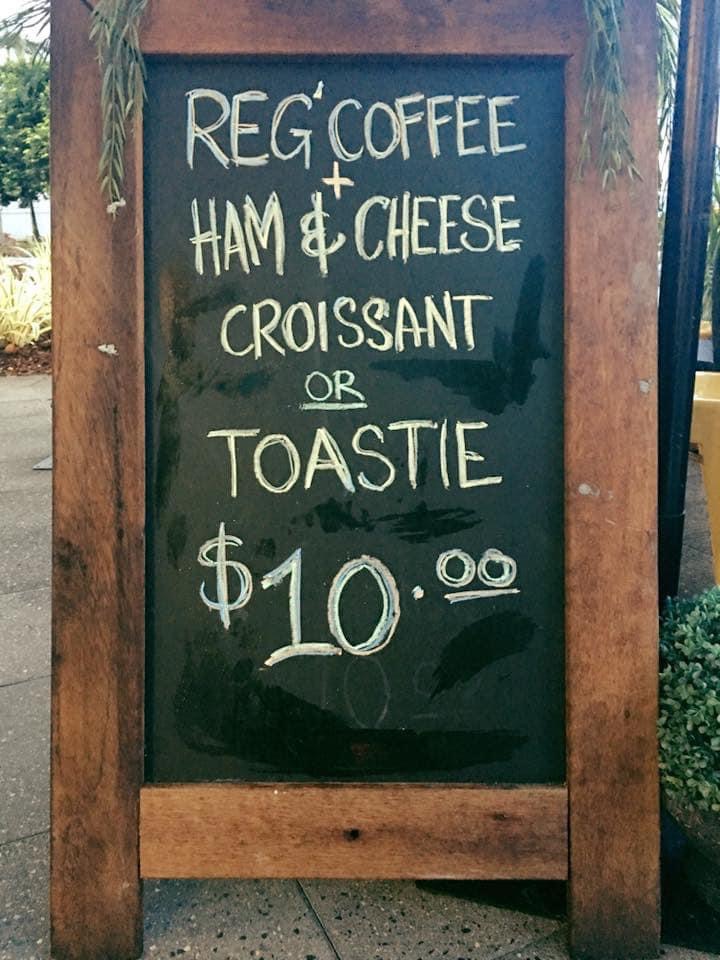 REG' COFFEE
+
HAM & CHEESE
CROISSANT
OR
TOASTIE
$10.00